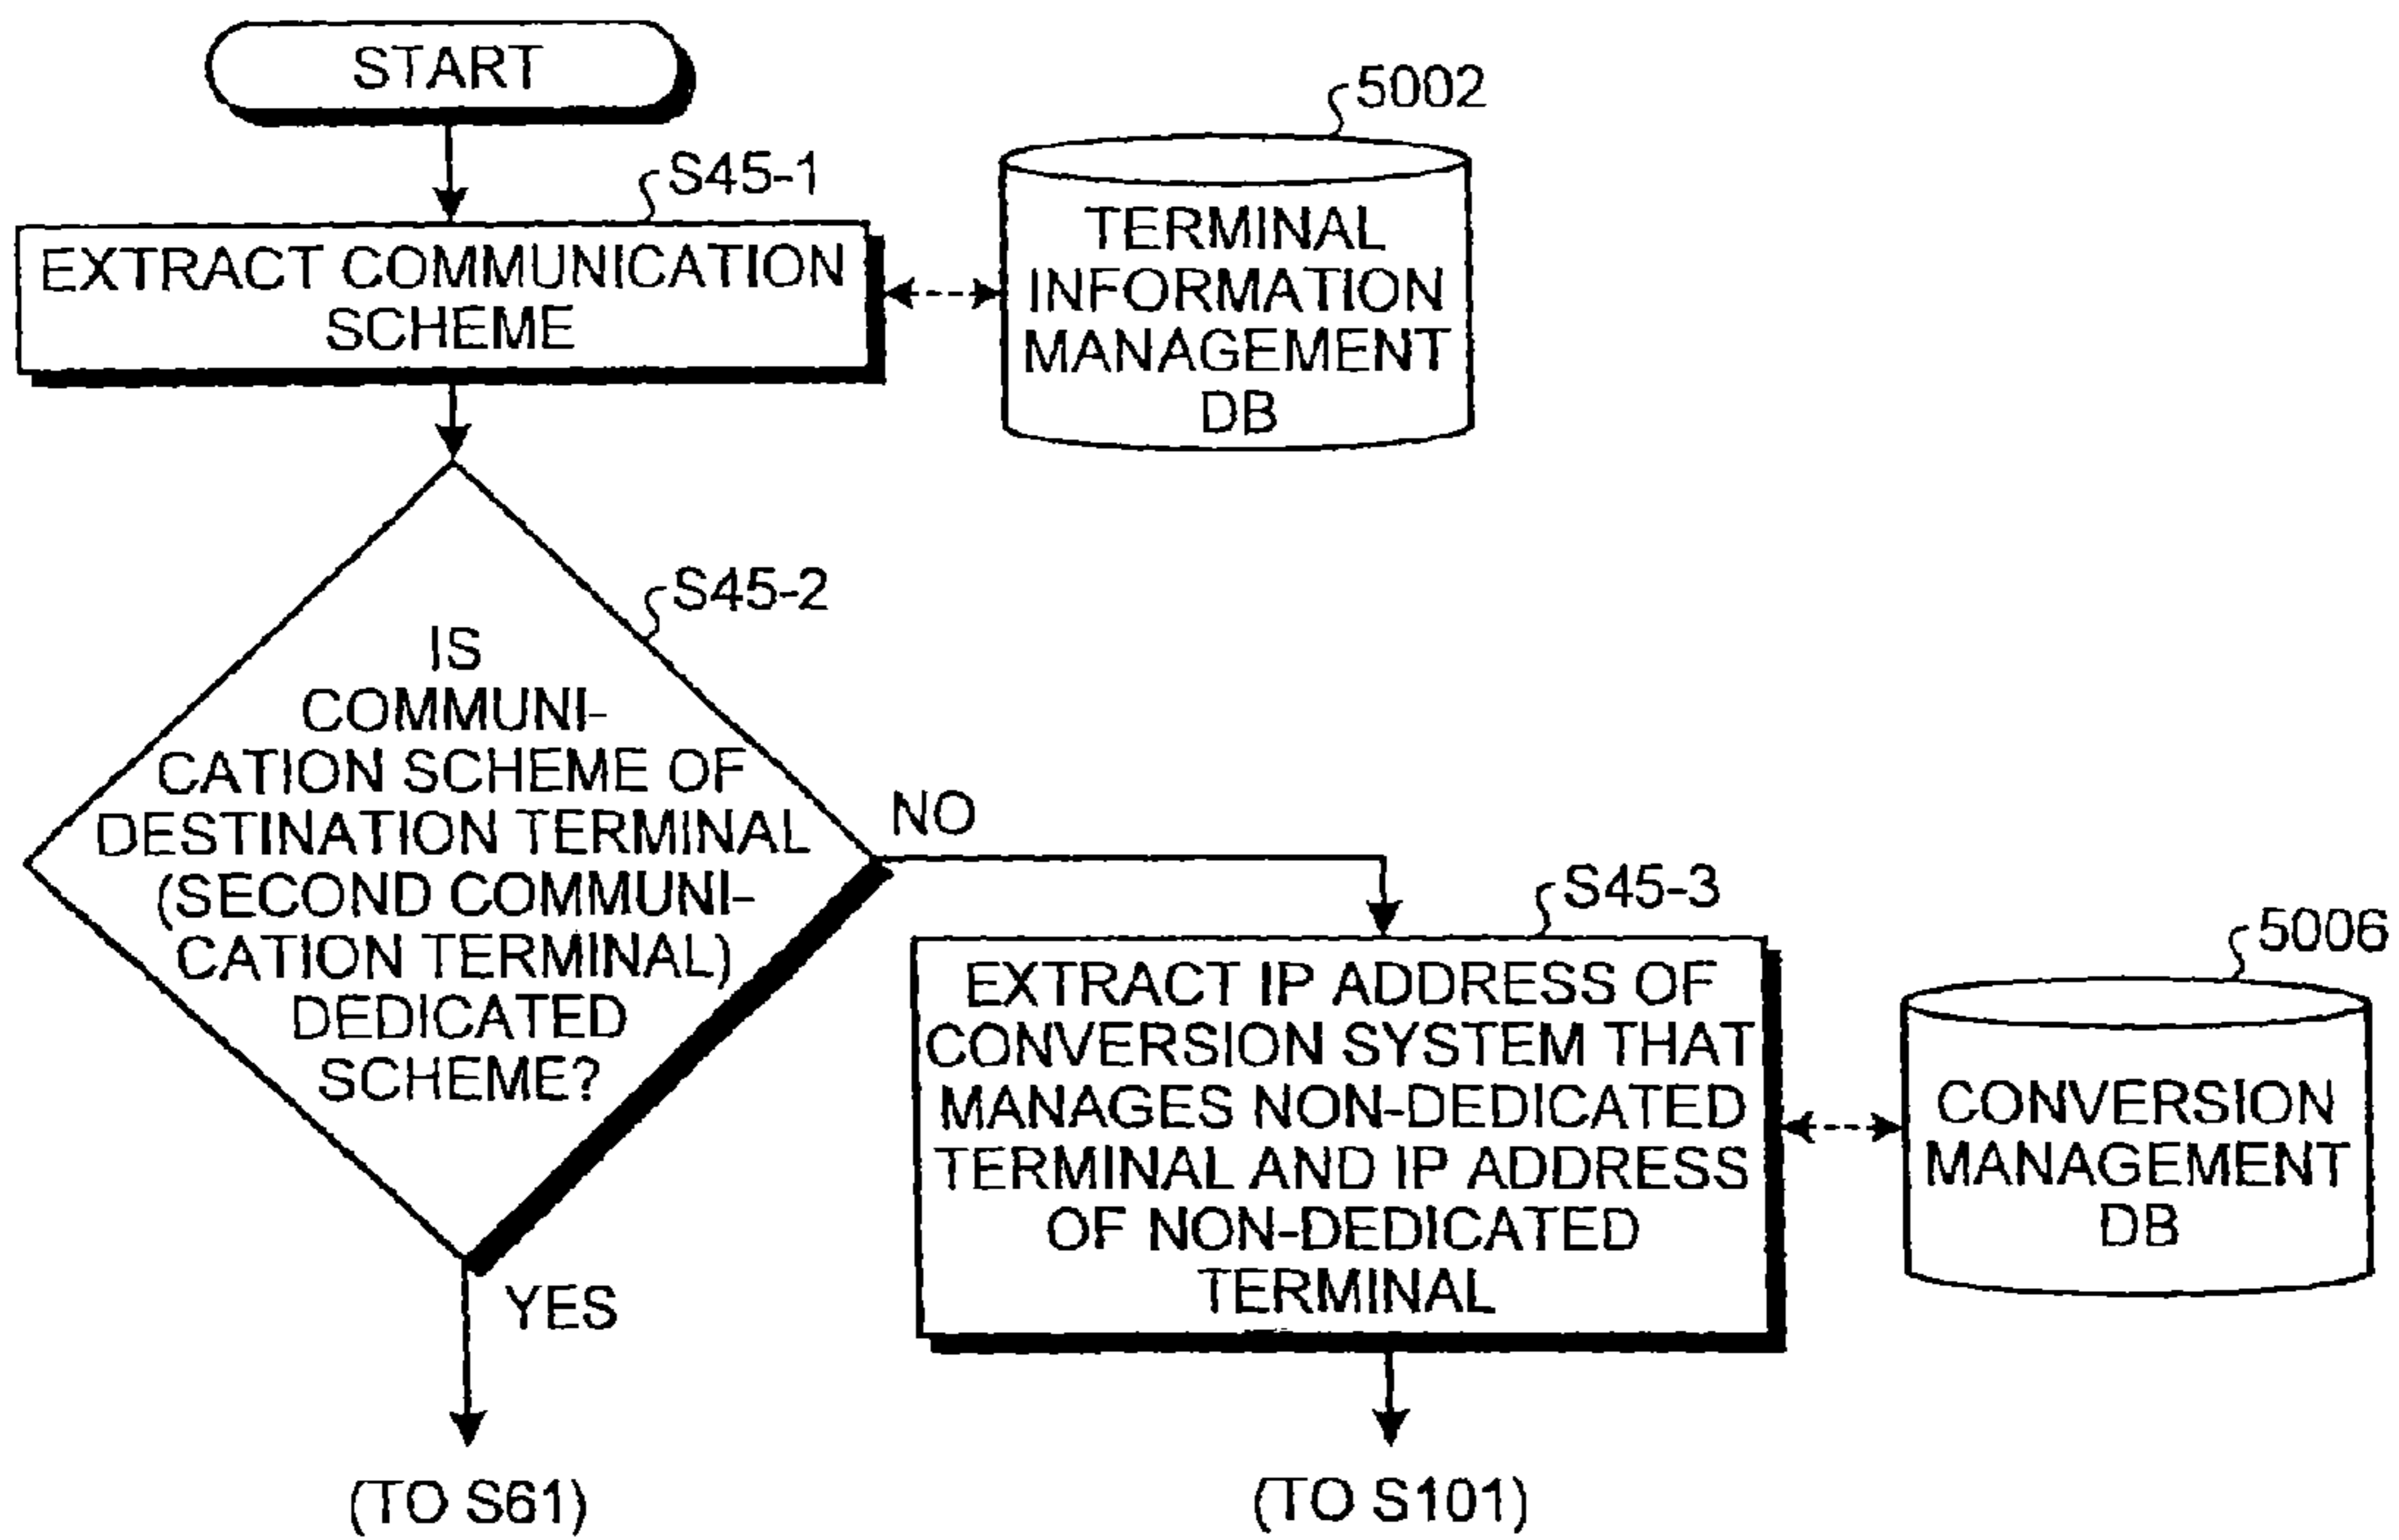 START
5002
S45-1
EXTRACT COMMUNICATION
SCHEME
TERMINAL
INFORMATION
MANAGEMENT
DB
S45-2
IS
COMMUNI-
CATION SCHEME OF
DESTINATION TERMINAL
(SECOND COMMUNI-
CATION TERMINAL)
DEDICATED
SCHEME?
NO
YES
(TO S61)
S45-3
EXTRACT IP ADDRESS OF
CONVERSION SYSTEM THAT
MANAGES NON-DEDICATED
TERMINAL AND IP ADDRESS
OF NON-DEDICATED
TERMINAL
5006
CONVERSION
MANAGEMENT
DB
(TO S101)